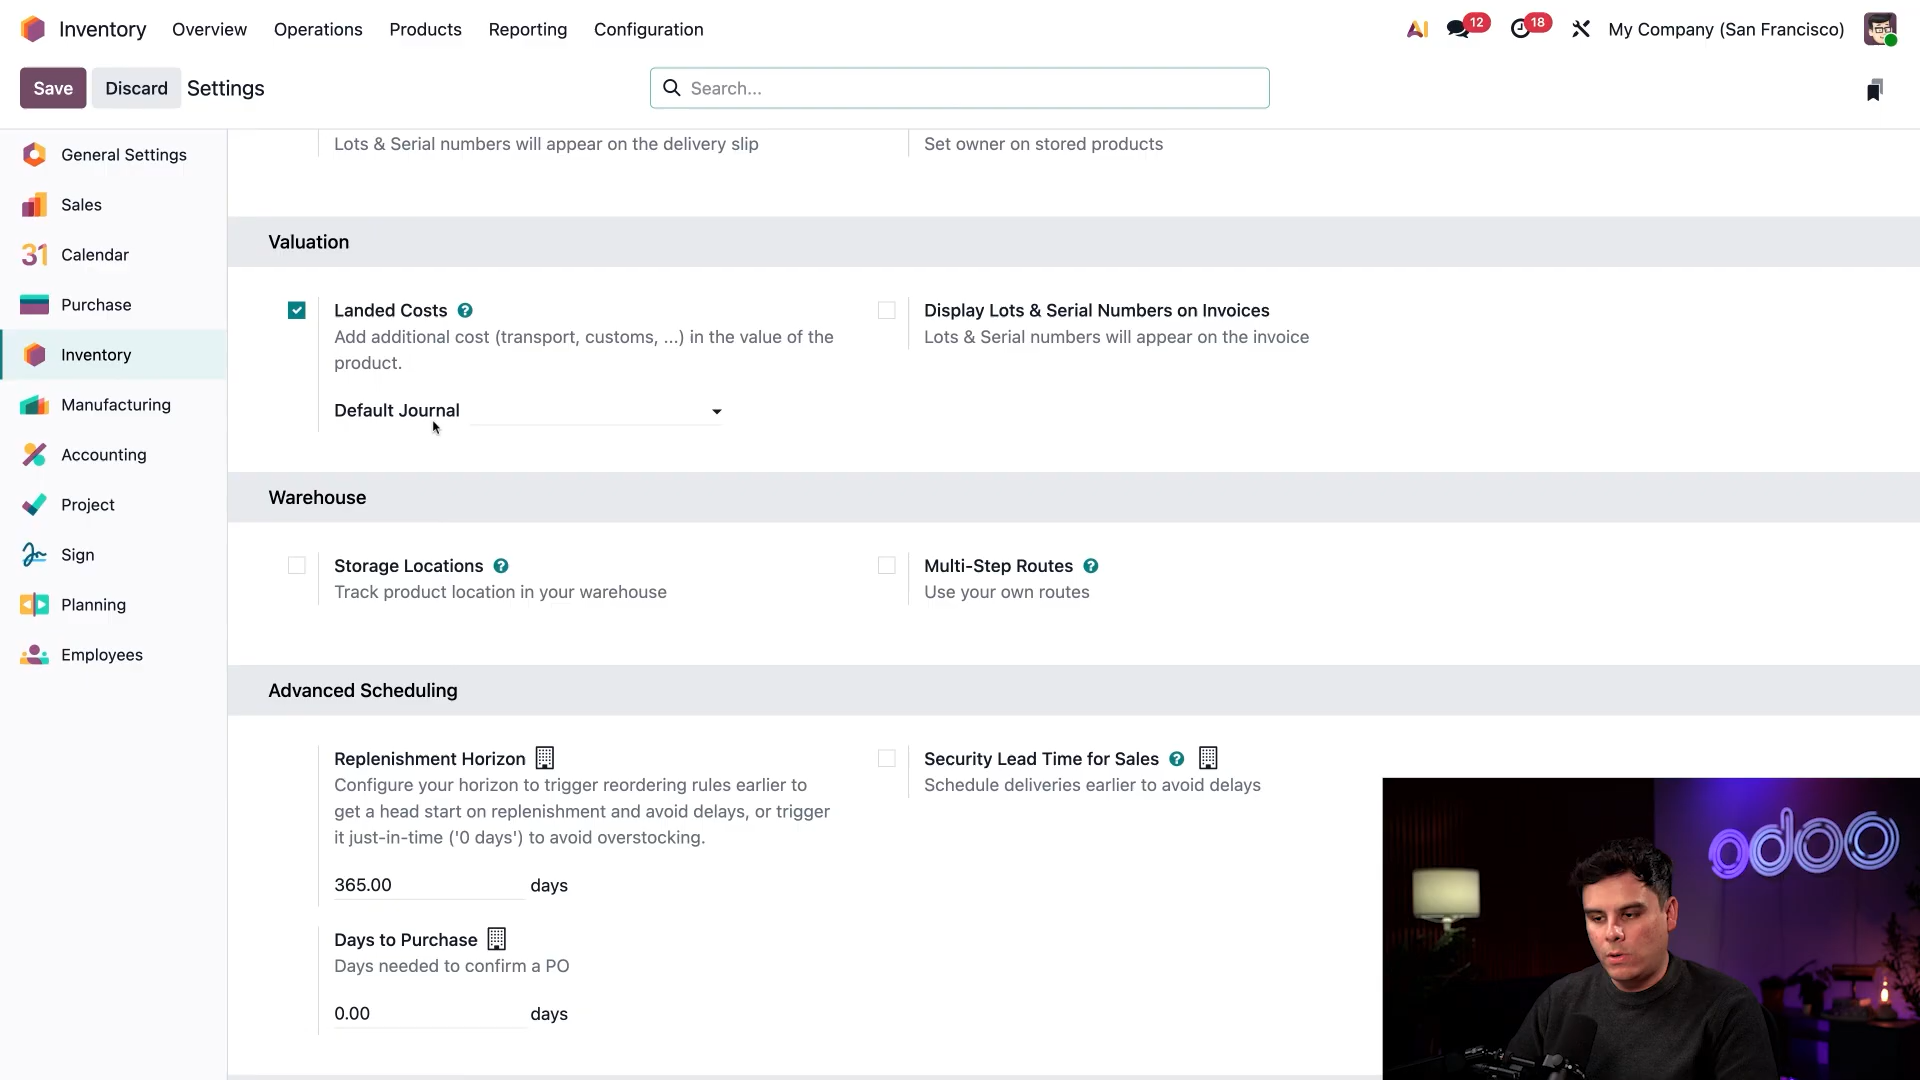 Inventory Overview Operations Products Reporting Configuration AI 12 18 My Company (San Francisco)
Save Discard Settings Search...
General Settings
Sales
31 Calendar
Purchase
Inventory
Manufacturing
Accounting
Project
Sign
Planning
Employees
Lots & Serial numbers will appear on the delivery slip
Set owner on stored products
Valuation
Landed Costs ?
Add additional cost (transport, customs, ...) in the value of the
product.
Default Journal
Display Lots & Serial Numbers on Invoices
Lots & Serial numbers will appear on the invoice
Warehouse
Storage Locations ?
Track product location in your warehouse
Multi-Step Routes ?
Use your own routes
Advanced Scheduling
Replenishment Horizon
Configure your horizon to trigger reordering rules earlier to
get a head start on replenishment and avoid delays, or trigger
it just-in-time ('0 days') to avoid overstocking.
365.00 days
Security Lead Time for Sales ?
Schedule deliveries earlier to avoid delays
Days to Purchase
Days needed to confirm a PO
0.00 days
odoo